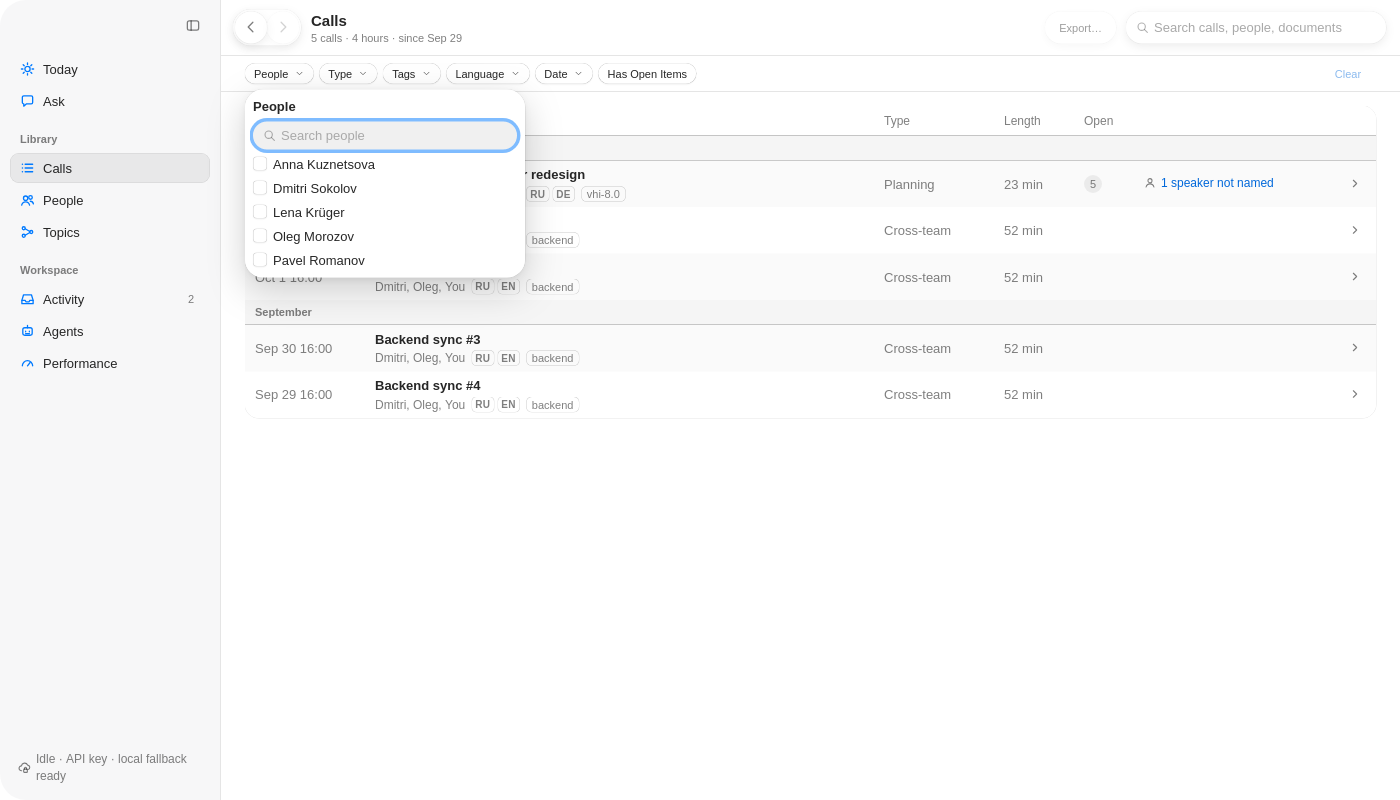 Calls
5 calls · 4 hours · since Sep 29
Export…
Search calls, people, documents
Today
Ask
Library
Calls
People
Topics
Workspace
Activity 2
Agents
Performance
Idle · API key · local fallback
ready
People Type Tags Language Date Has Open Items Clear
People
Search people
Anna Kuznetsova
Dmitri Sokolov
Lena Krüger
Oleg Morozov
Pavel Romanov
Type Length Open
redesign
RU DE vhi-8.0 Planning 23 min 5 1 speaker not named
backend Cross-team 52 min
Oct 1 16:00 Cross-team 52 min
Dmitri, Oleg, You RU EN backend
September
Backend sync #3
Sep 30 16:00 Cross-team 52 min
Dmitri, Oleg, You RU EN backend
Backend sync #4
Sep 29 16:00 Cross-team 52 min
Dmitri, Oleg, You RU EN backend